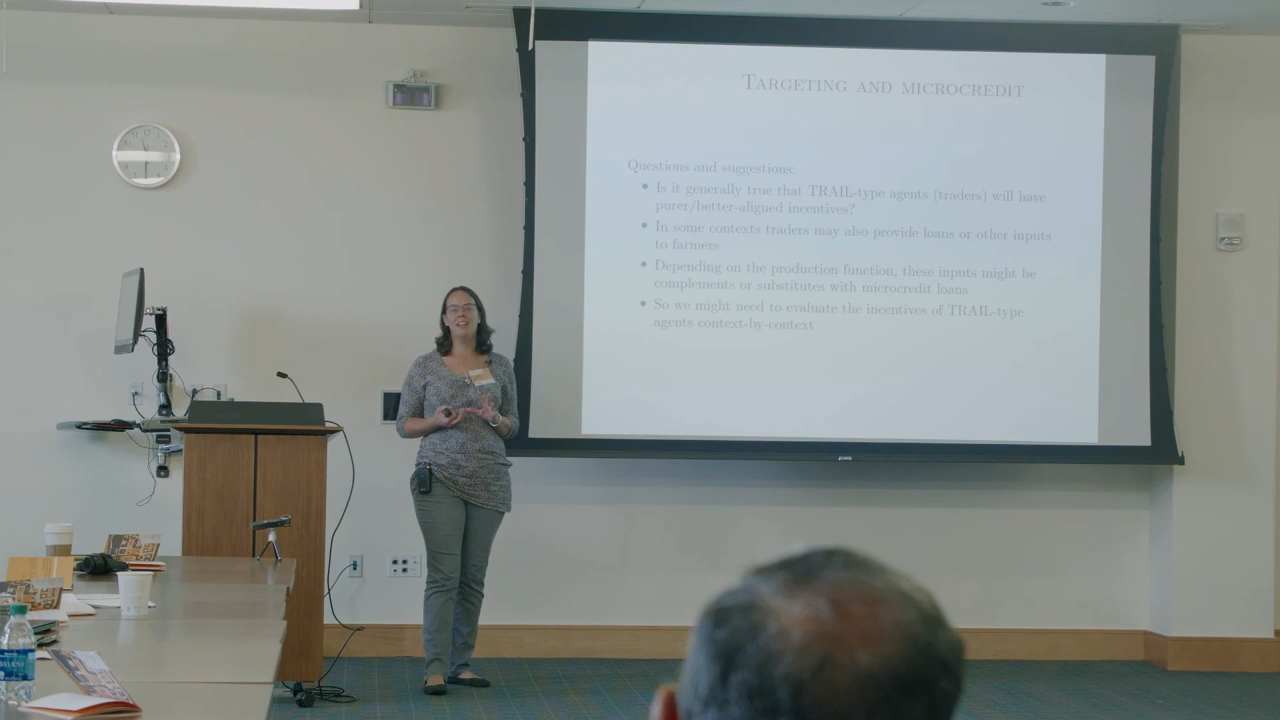 TARGETING AND MICROCREDIT
Questions and suggestions:
• Is it generally true that TRAIL-type agents (traders) will have
purer/better-aligned incentives?
• In some contexts traders may also provide loans or other inputs
to farmers
• Depending on the production function, these inputs might be
complements or substitutes with microcredit loans
• So we might need to evaluate the incentives of TRAIL-type
agents context-by-context